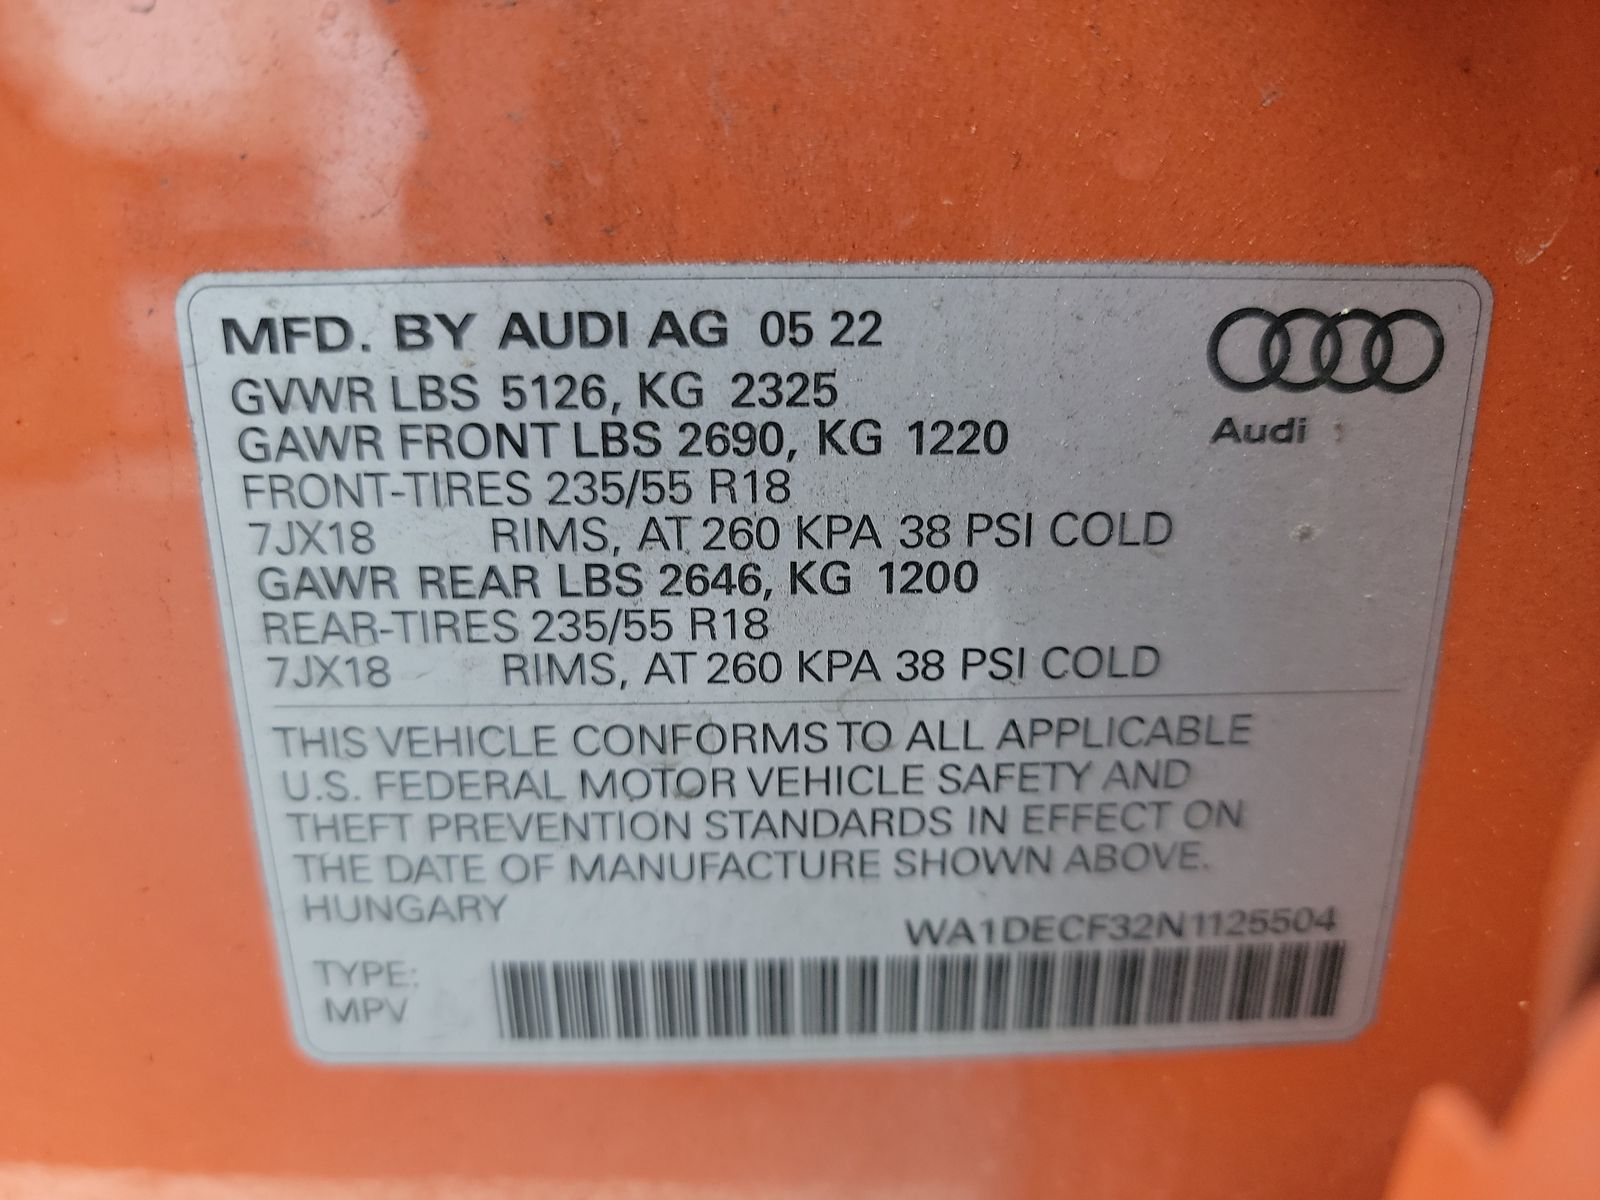 MFD. BY AUDI AG 05 22
GVWR LBS 5126, KG 2325
GAWR FRONT LBS 2690, KG 1220
FRONT-TIRES 235/55 R18
7JX18 RIMS, AT 260 KPA 38 PSI COLD
GAWR REAR LBS 2646, KG 1200
REAR-TIRES 235/55 R18
7JX18 RIMS, AT 260 KPA 38 PSI COLD
Audi
THIS VEHICLE CONFORMS TO ALL APPLICABLE
U.S. FEDERAL MOTOR VEHICLE SAFETY AND
THEFT PREVENTION STANDARDS IN EFFECT ON
THE DATE OF MANUFACTURE SHOWN ABOVE.
HUNGARY
WA1DECF32N1125504
TYPE:
MPV